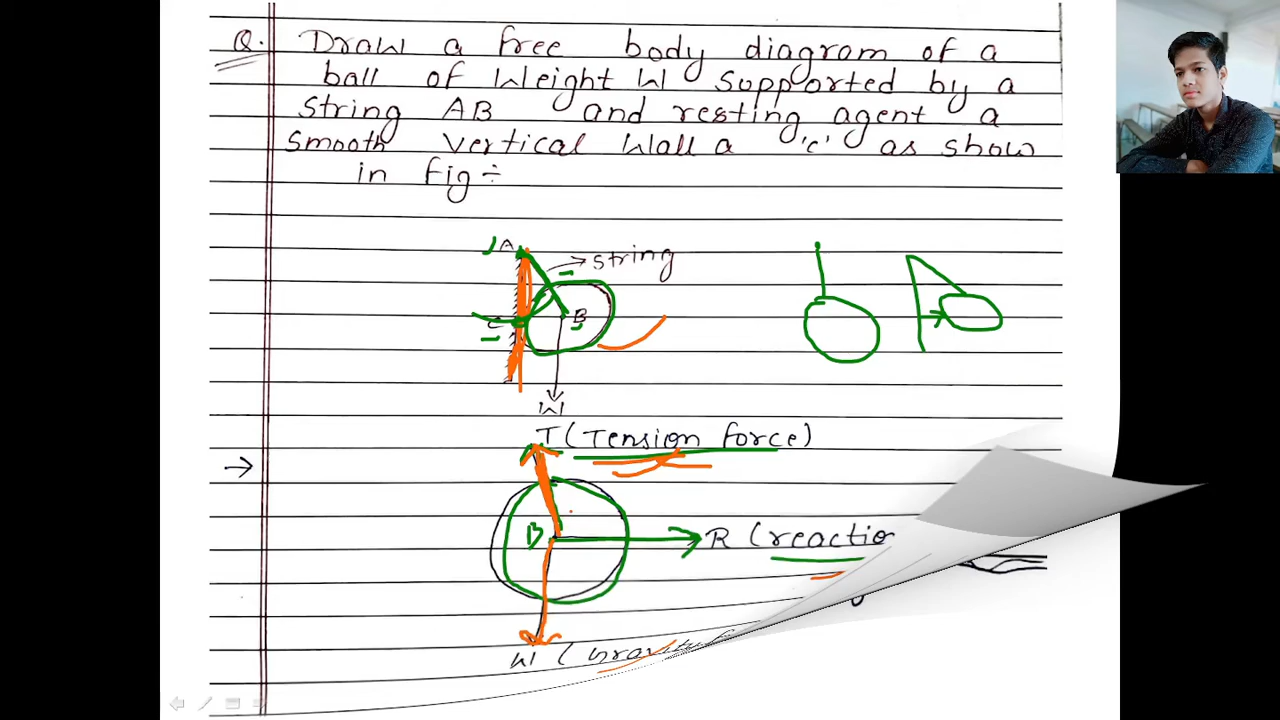 Q. Draw a free body diagram of a
ball of Weight W supported by a
string AB and resting agent a
smooth vertical Wall a 'c' as show
in fig ÷
A
string
C
B
W
T (Tension force)
B
R (reactio
W (Gravity f